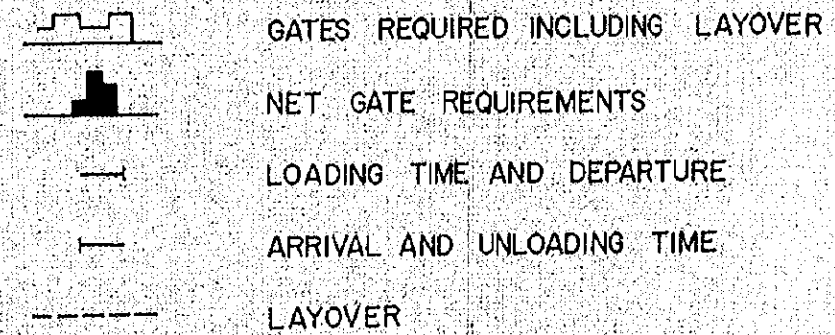 GATES REQUIRED INCLUDING LAYOVER
NET GATE REQUIREMENTS
LOADING TIME AND DEPARTURE
ARRIVAL AND UNLOADING TIME
LAYOVER